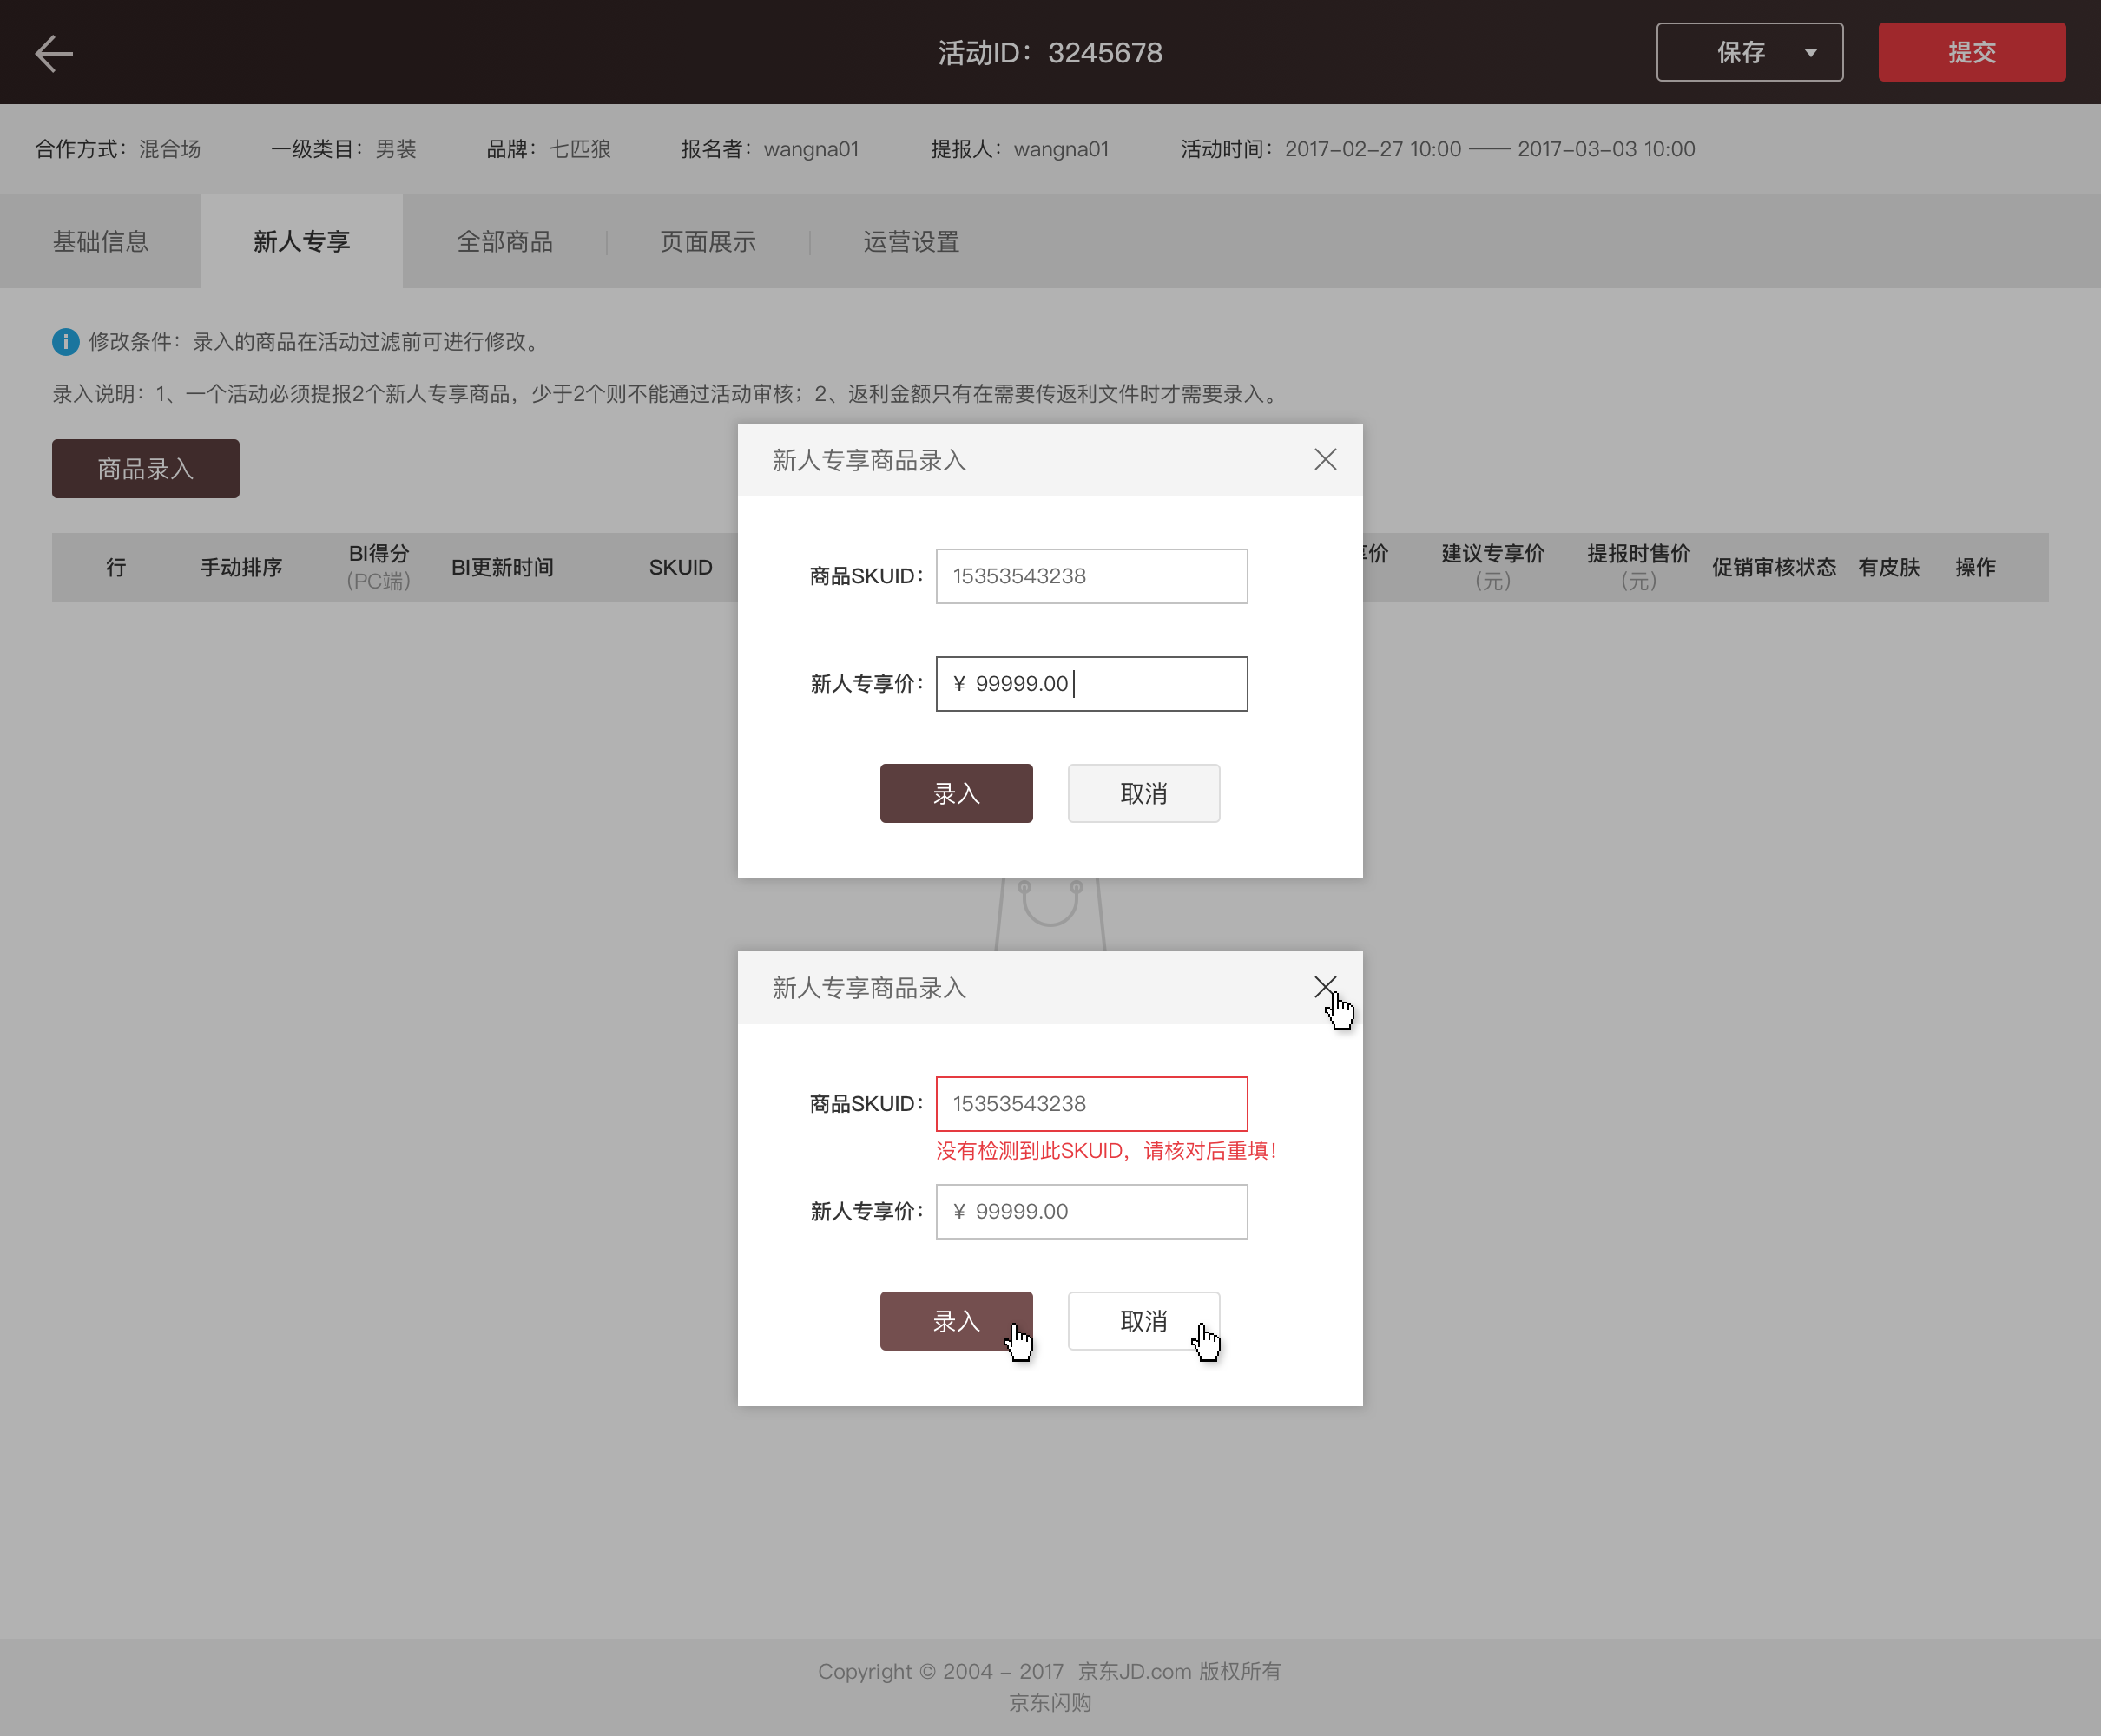 活动ID：3245678
保存
提交
合作方式：混合场 一级类目：男装 品牌：七匹狼 报名者：wangna01 提报人：wangna01 活动时间：2017-02-27 10:00 —— 2017-03-03 10:00
基础信息 新人专享 全部商品 页面展示 运营设置
修改条件：录入的商品在活动过滤前可进行修改。
录入说明：1、一个活动必须提报2个新人专享商品，少于2个则不能通过活动审核；2、返利金额只有在需要传返利文件时才需要录入。
商品录入
行 手动排序 BI得分 (PC端) BI更新时间 SKUID 价 建议专享价 (元) 提报时售价 (元) 促销审核状态 有皮肤 操作
新人专享商品录入
商品SKUID： 15353543238
新人专享价： ¥ 99999.00
录入 取消
新人专享商品录入
商品SKUID： 15353543238
没有检测到此SKUID，请核对后重填！
新人专享价： ¥ 99999.00
录入 取消
Copyright © 2004 - 2017 京东JD.com 版权所有
京东闪购